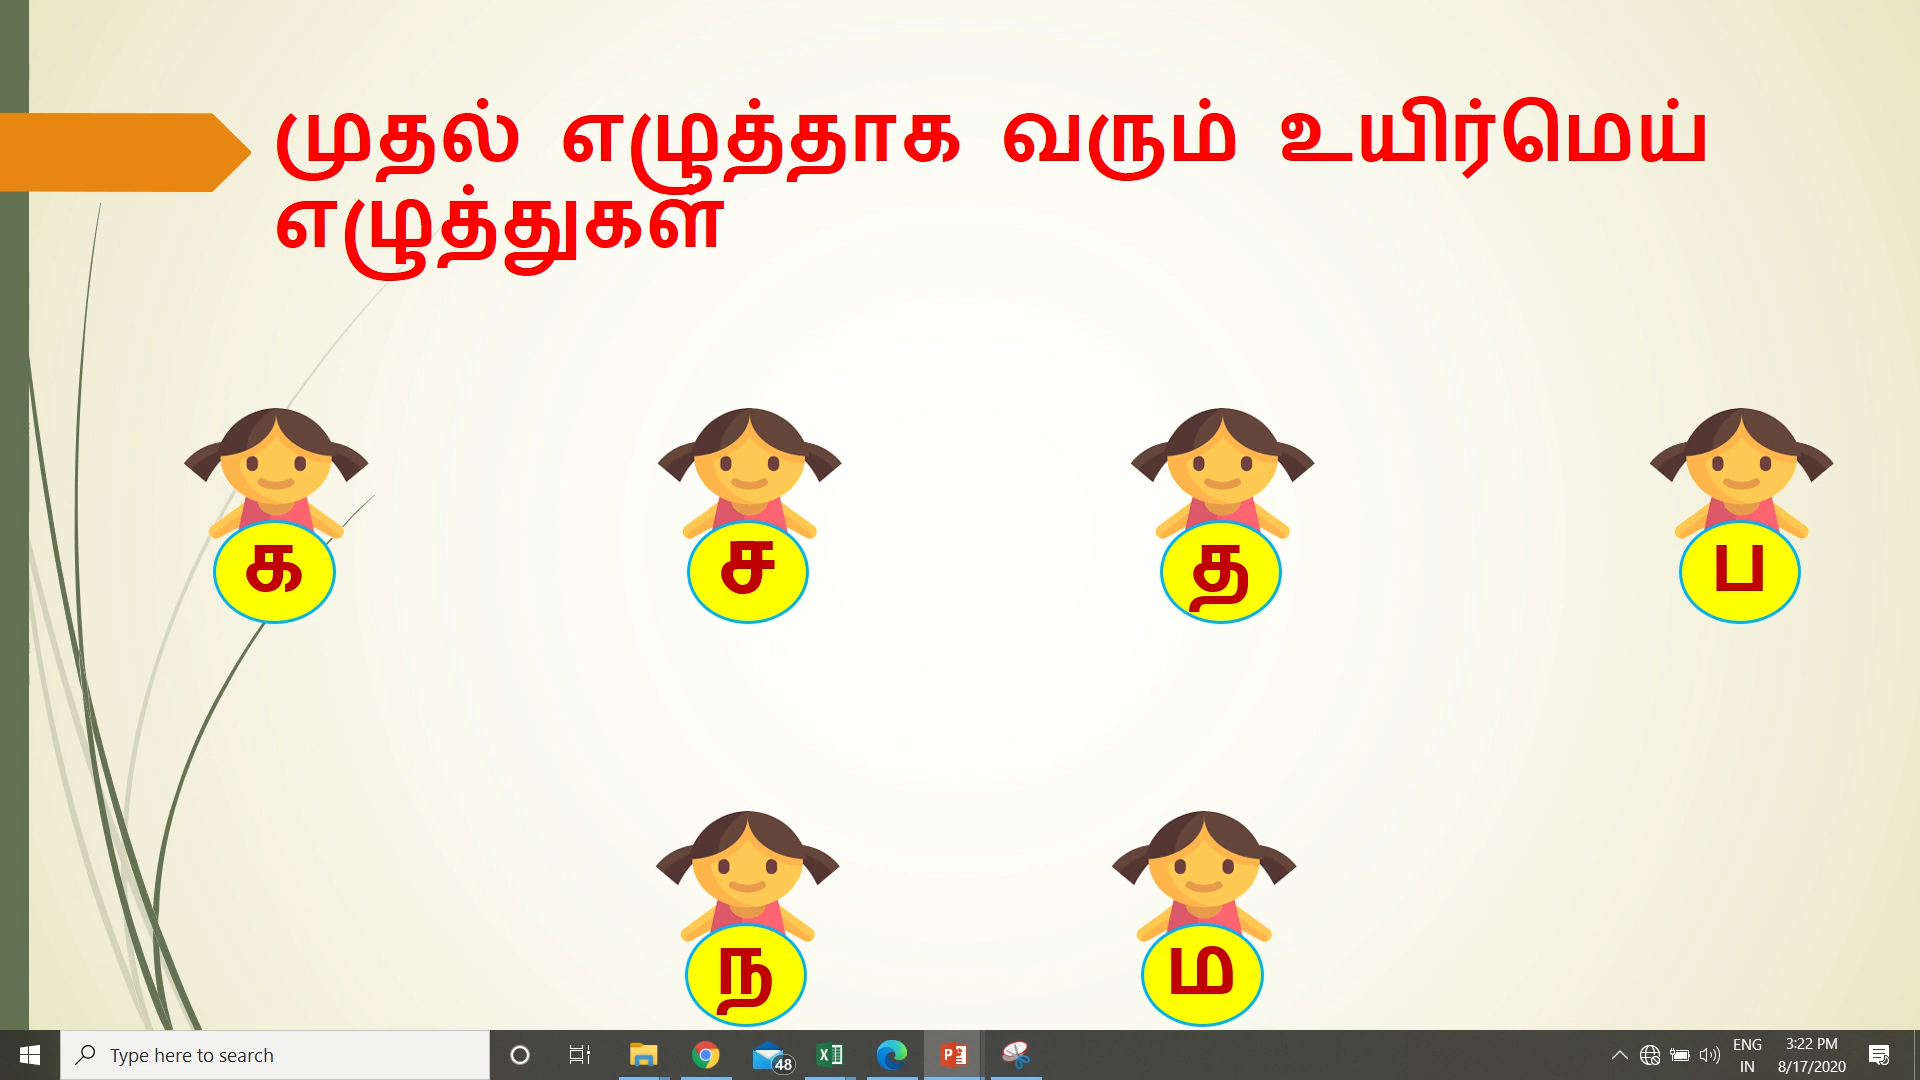 முதல் எழுத்தாக வரும் உயிர்மெய்
எழுத்துகள்
க
ச
த
ப
ந
ம
Type here to search
48
ENG
IN
3:22 PM
8/17/2020